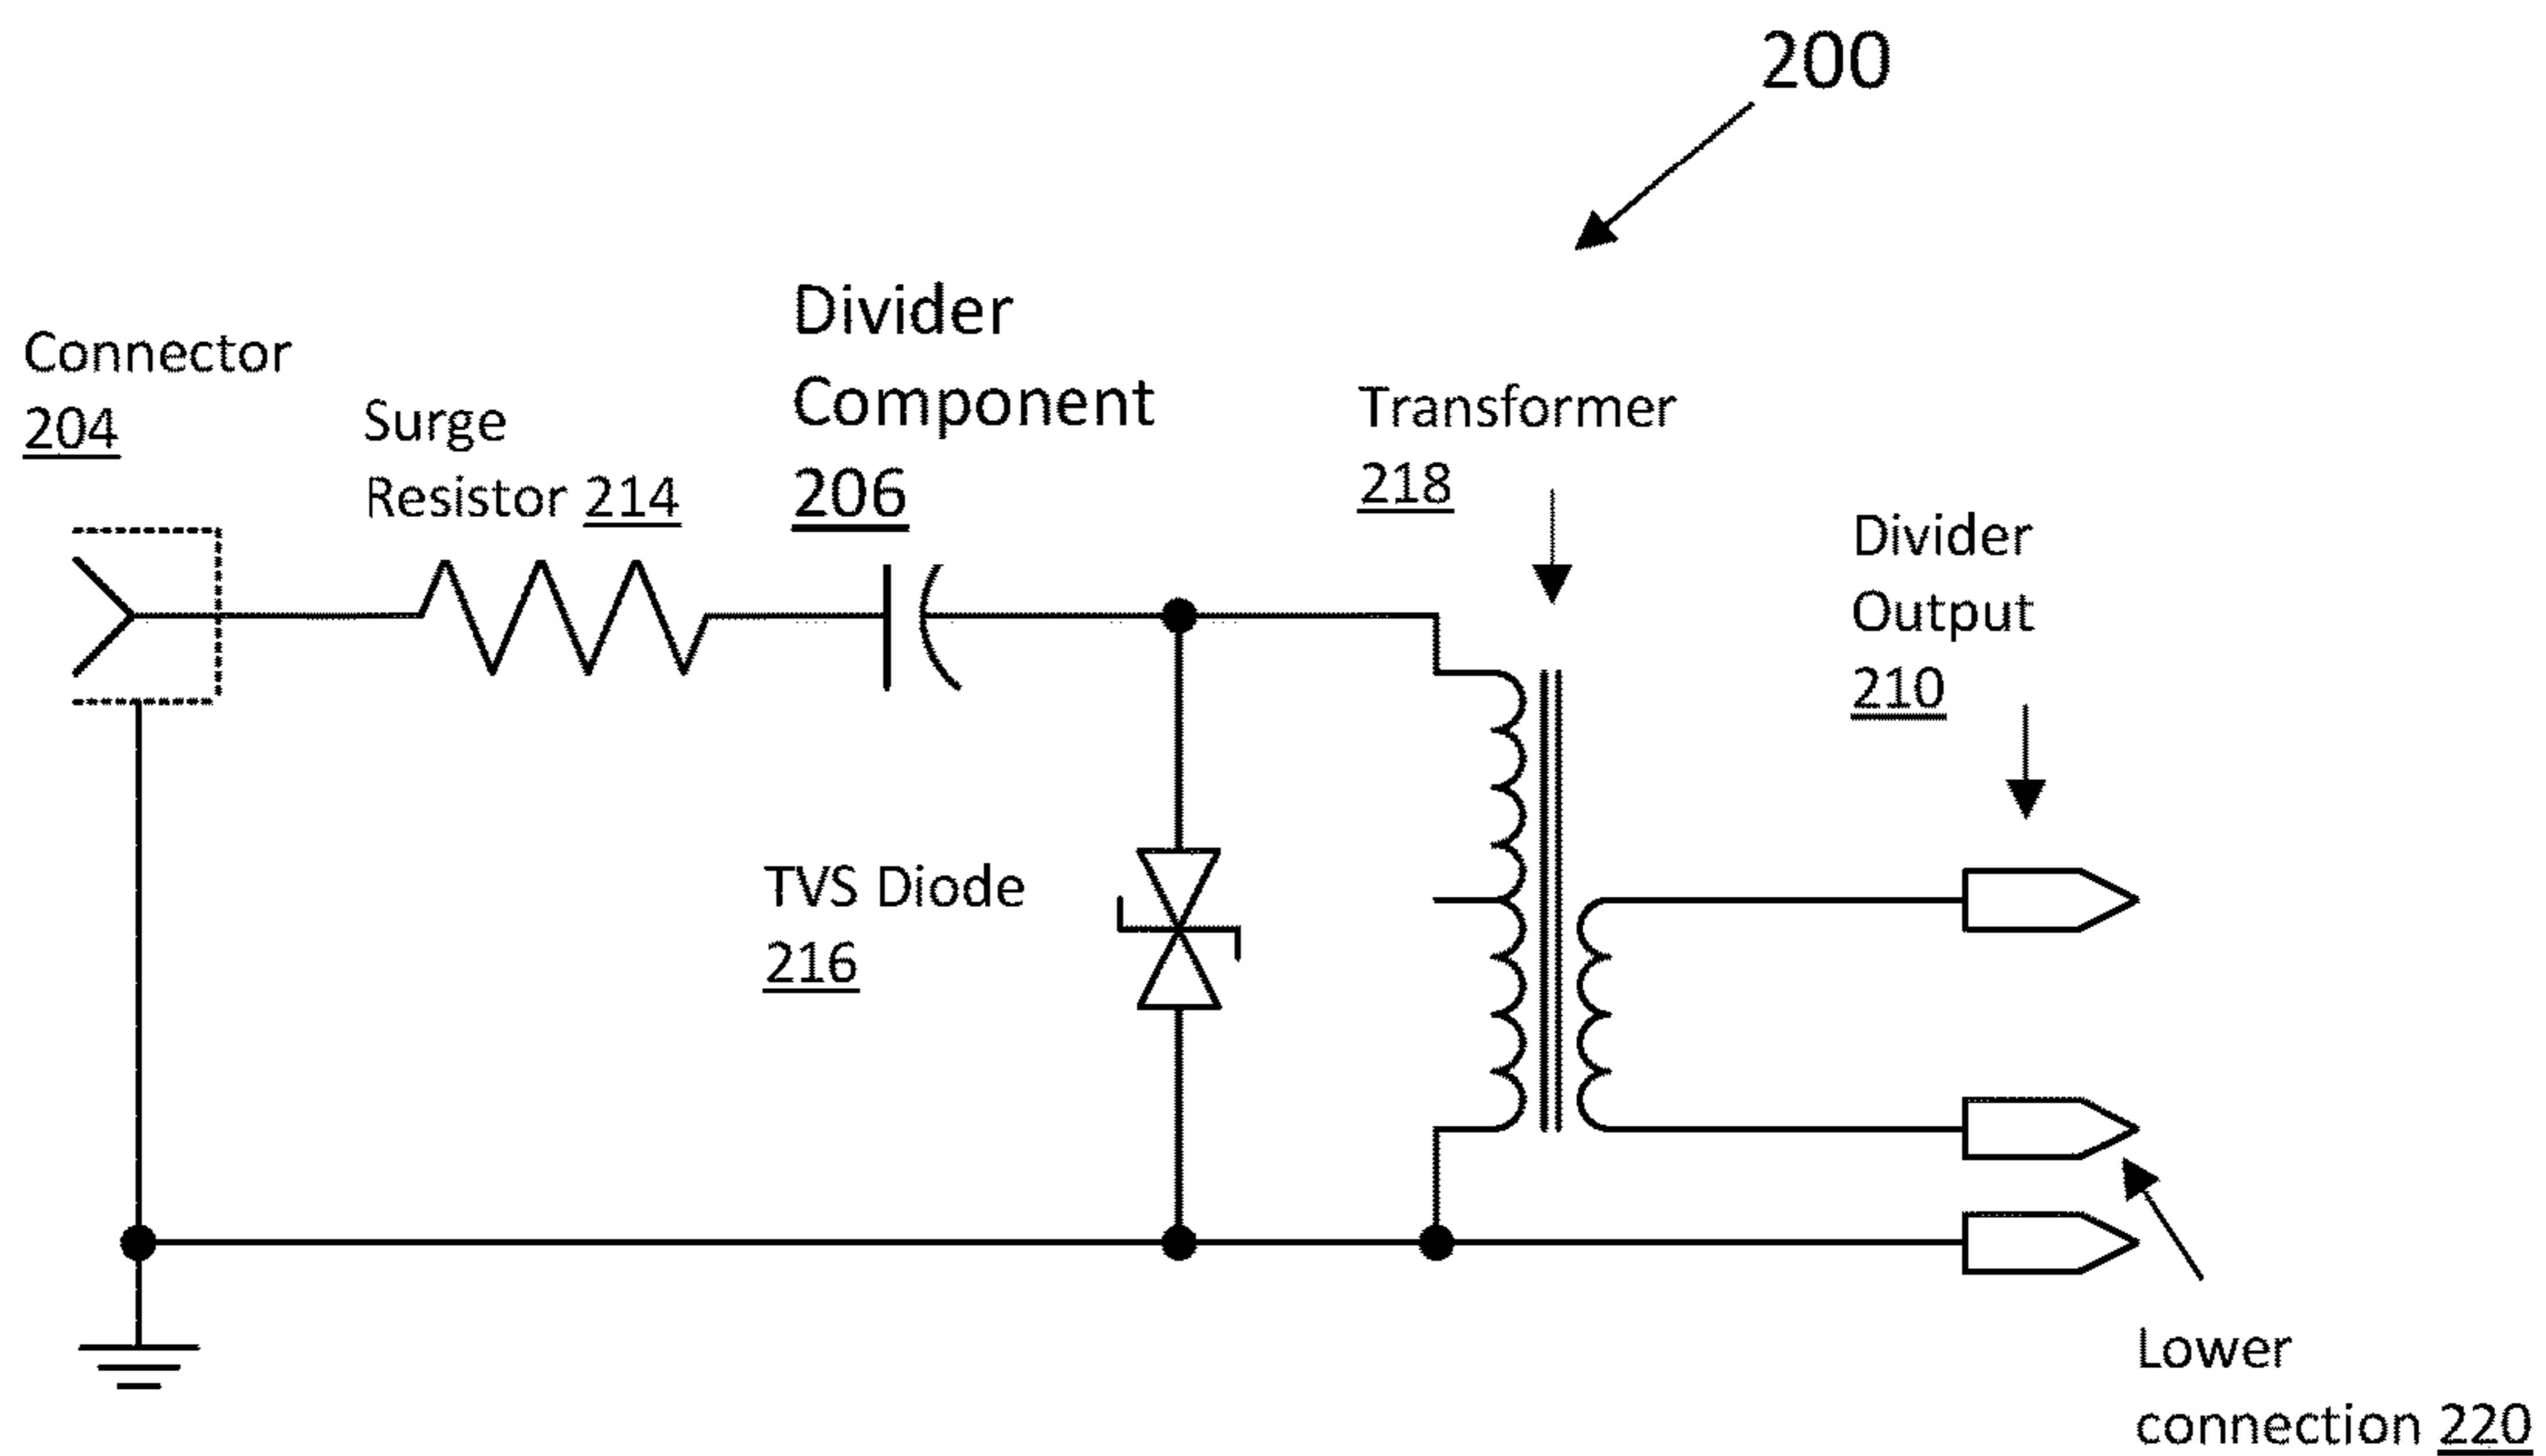 200
Connector
204
Surge
Resistor 214
Divider
Component
206
Transformer
218
Divider
Output
210
TVS Diode
216
Lower
connection 220